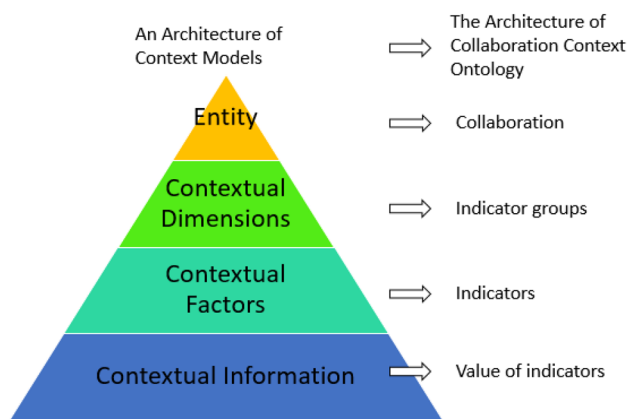 An Architecture of
Context Models
The Architecture of
Collaboration Context
Ontology
Entity
Collaboration
Contextual
Dimensions
Indicator groups
Contextual
Factors
Indicators
Contextual Information
Value of indicators